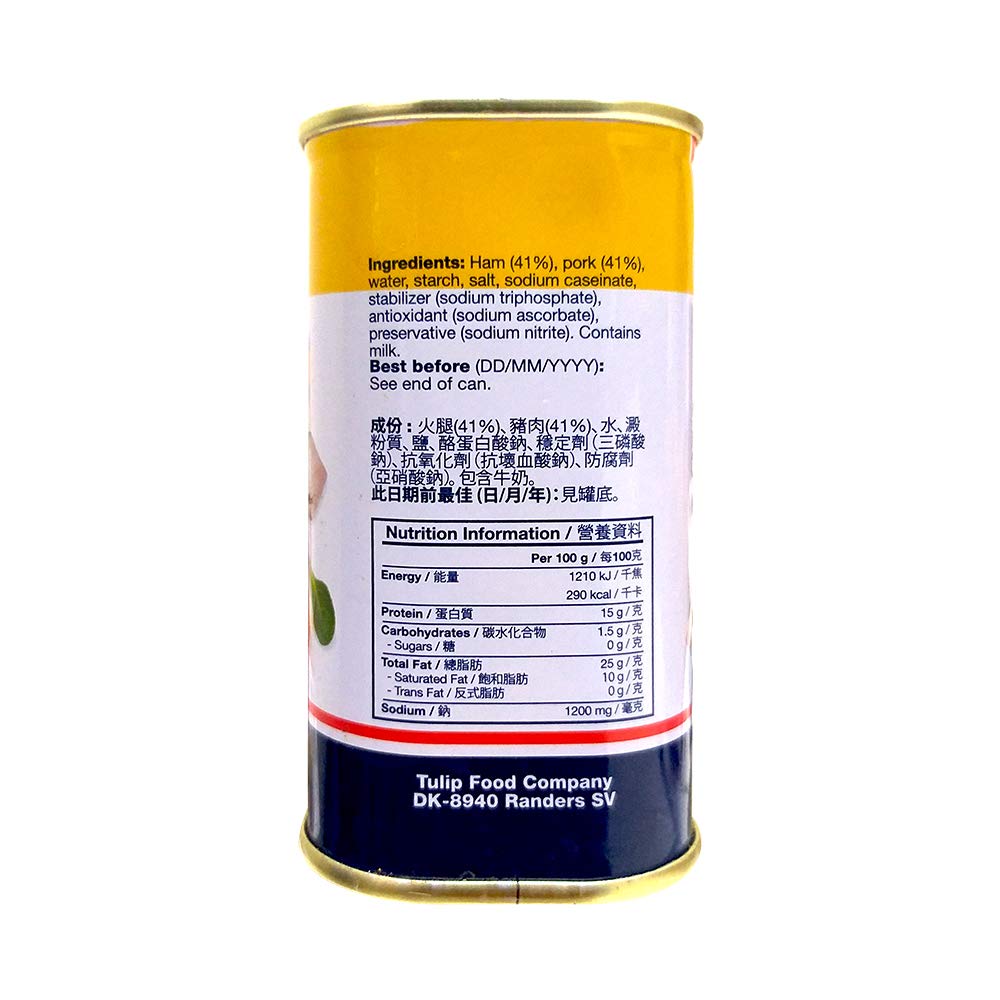 Ingredients: Ham (41%), pork (41%),
water, starch, salt, sodium caseinate,
stabilizer (sodium triphosphate),
antioxidant (sodium ascorbate),
preservative (sodium nitrite). Contains
milk.
Best before (DD/MM/YYYY):
See end of can.
成份：火腿(41%)、豬肉(41%)、水、澱
粉質、鹽、酪蛋白酸鈉、穩定劑（三磷酸
鈉）、抗氧化劑（抗壞血酸鈉）、防腐劑
（亞硝酸鈉）。包含牛奶。
此日期前最佳（日/月/年）：見罐底。
Nutrition Information / 營養資料
Per 100 g / 每100克
Energy / 能量 1210 kJ / 千焦
290 kcal / 千卡
Protein / 蛋白質 15 g / 克
Carbohydrates / 碳水化合物 1.5 g / 克
- Sugars / 糖 0 g / 克
Total Fat / 總脂肪 25 g / 克
- Saturated Fat / 飽和脂肪 10 g / 克
- Trans Fat / 反式脂肪 0 g / 克
Sodium / 鈉 1200 mg / 毫克
Tulip Food Company
DK-8940 Randers SV